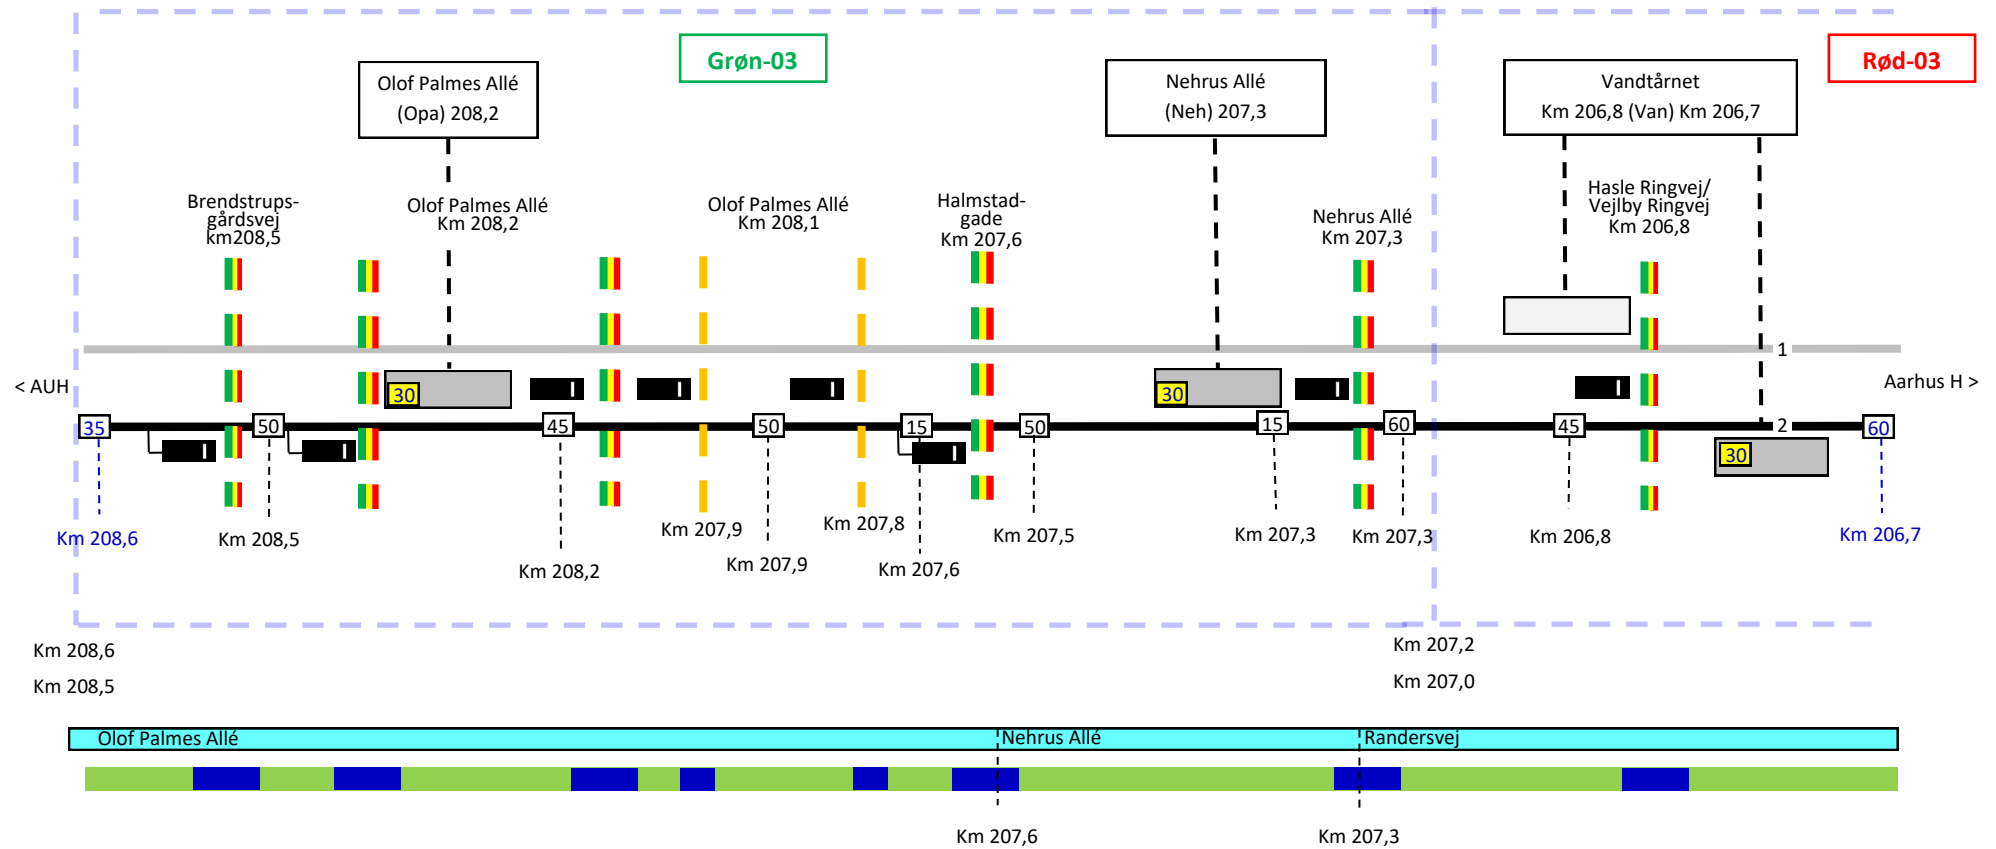 Grøn-03
Rød-03
Olof Palmes Allé
(Opa) 208,2
Nehrus Allé
(Neh) 207,3
Vandtårnet
Km 206,8 (Van) Km 206,7
Brendstrups-
gårdsvej
km208,5
Olof Palmes Allé
Km 208,2
Olof Palmes Allé
Km 208,1
Halmstad-
gade
Km 207,6
Nehrus Allé
Km 207,3
Hasle Ringvej/
Vejlby Ringvej
Km 206,8
1
< AUH
Aarhus H >
30
30
35
50
45
50
15
50
15
60
45
2
60
30
Km 208,6
Km 208,5
Km 208,2
Km 207,9
Km 207,9
Km 207,8
Km 207,6
Km 207,5
Km 207,3
Km 207,3
Km 206,8
Km 206,7
Km 208,6
Km 208,5
Km 207,2
Km 207,0
Olof Palmes Allé
Nehrus Allé
Randersvej
Km 207,6
Km 207,3